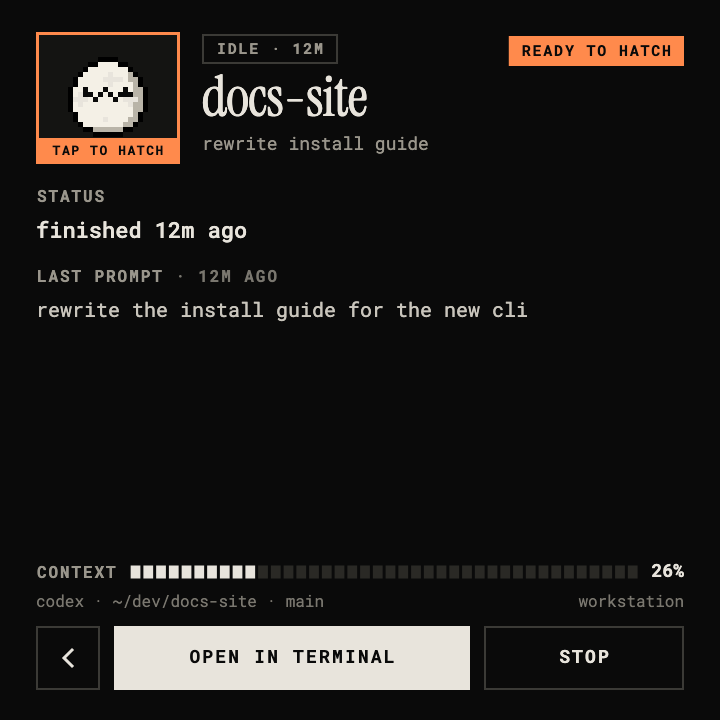 IDLE · 12M
READY TO HATCH
docs-site
TAP TO HATCH
rewrite install guide
STATUS
finished 12m ago
LAST PROMPT · 12M AGO
rewrite the install guide for the new cli
CONTEXT 26%
codex · ~/dev/docs-site · main workstation
OPEN IN TERMINAL STOP